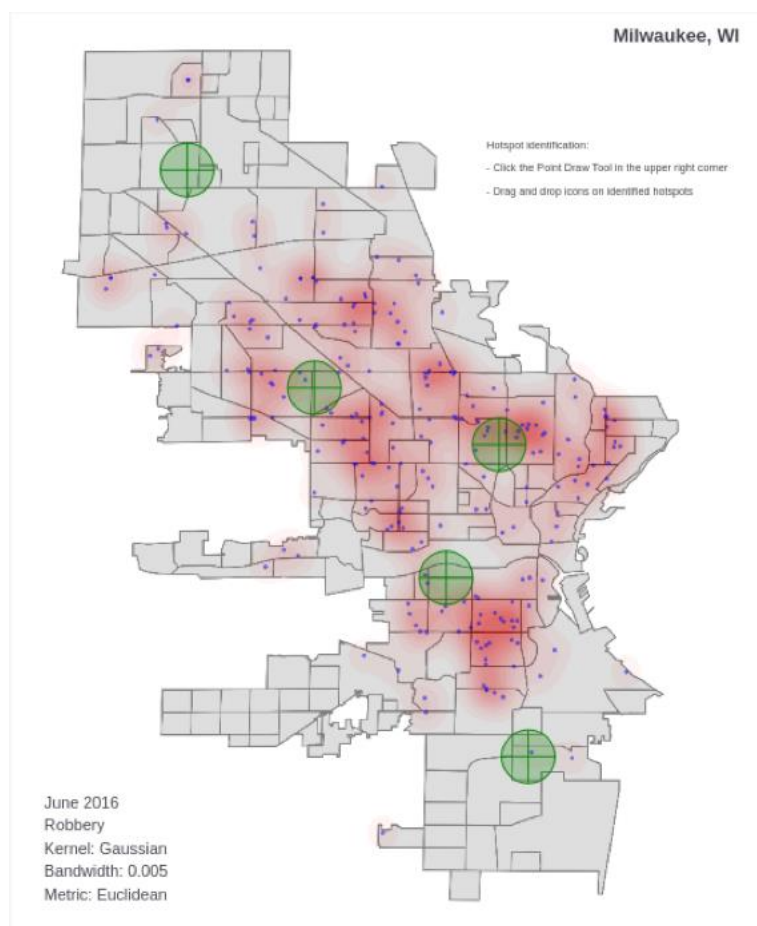 Milwaukee, WI
Hotspot identification:
- Click the Point Draw Tool in the upper right corner
- Drag and drop icons on identified hotspots
June 2016
Robbery
Kernel: Gaussian
Bandwidth: 0.005
Metric: Euclidean